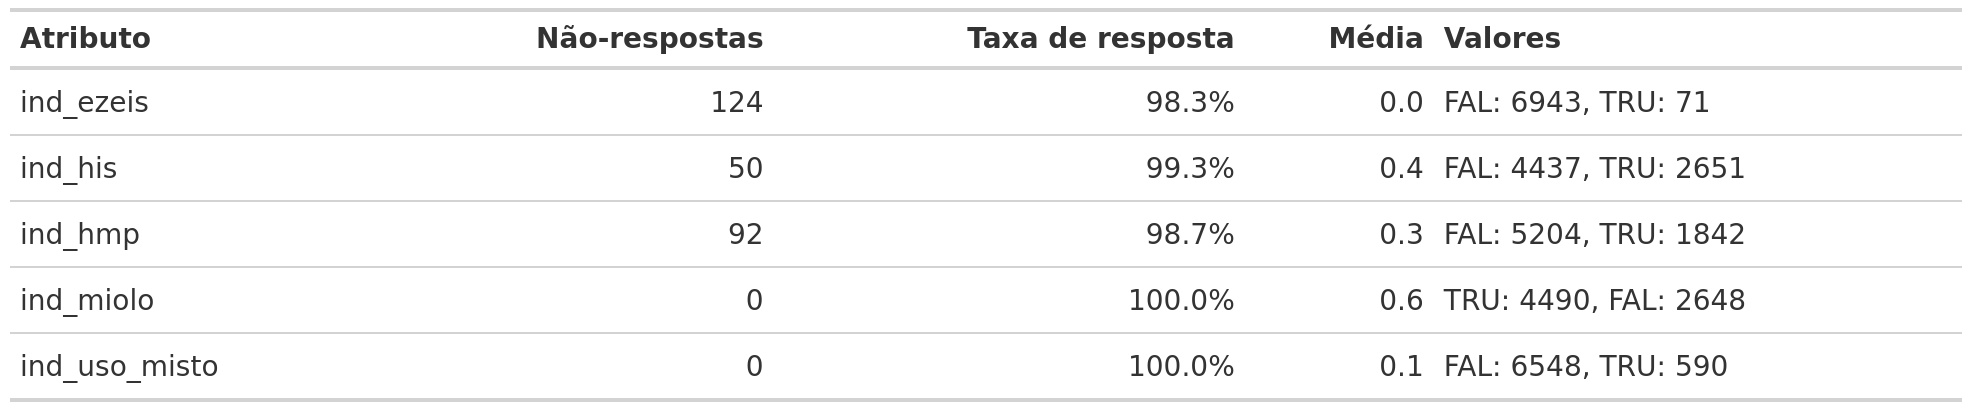 Atributo Não-respostas Taxa de resposta Média Valores
ind_ezeis 124 98.3% 0.0 FAL: 6943, TRU: 71
ind_his 50 99.3% 0.4 FAL: 4437, TRU: 2651
ind_hmp 92 98.7% 0.3 FAL: 5204, TRU: 1842
ind_miolo 0 100.0% 0.6 TRU: 4490, FAL: 2648
ind_uso_misto 0 100.0% 0.1 FAL: 6548, TRU: 590